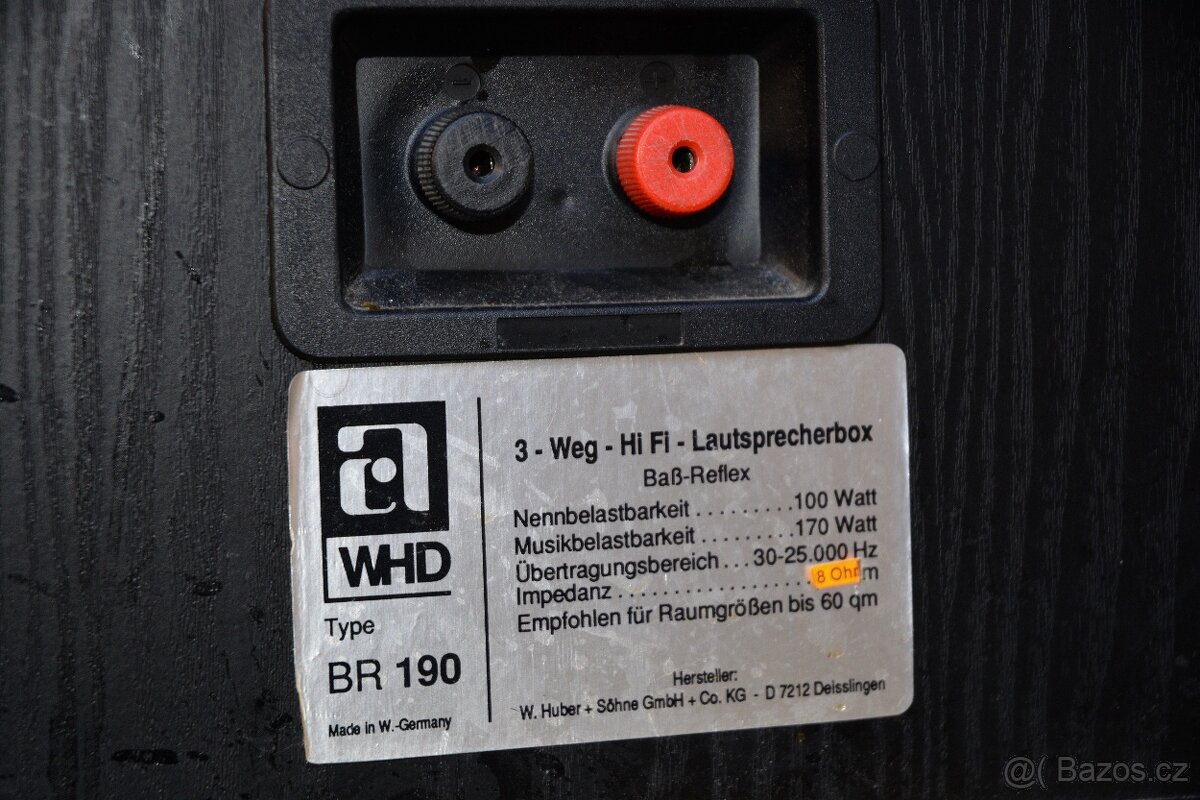 - +
a
WHD
Type
BR 190
Made in W.-Germany
3 - Weg - Hi Fi - Lautsprecherbox
Baß-Reflex
Nennbelastbarkeit .........100 Watt
Musikbelastbarkeit .........170 Watt
Übertragungsbereich ...30-25.000 Hz
Impedanz ................8 Ohm
Empfohlen für Raumgrößen bis 60 qm
Hersteller:
W. Huber + Söhne GmbH + Co. KG - D 7212 Deisslingen
@( Bazos.cz